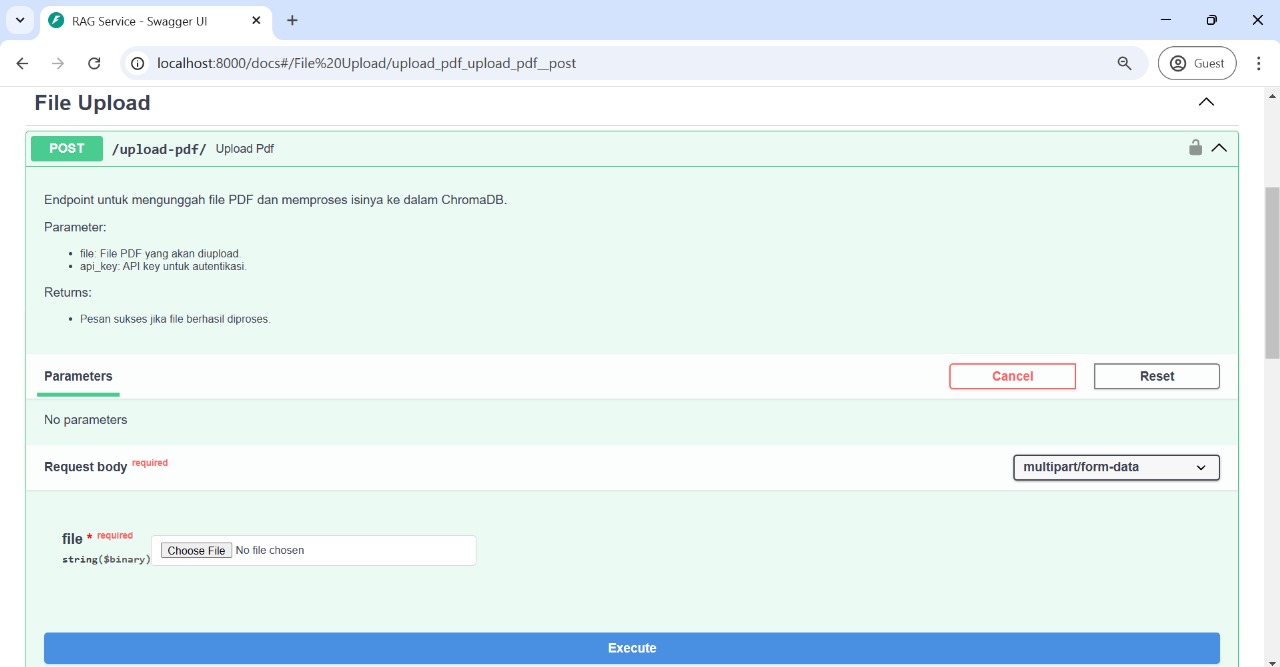 RAG Service - Swagger UI
localhost:8000/docs#/File%20Upload/upload_pdf_upload_pdf__post
Guest
File Upload
POST /upload-pdf/ Upload Pdf
Endpoint untuk mengunggah file PDF dan memproses isinya ke dalam ChromaDB.
Parameter:
• file: File PDF yang akan diupload.
• api_key: API key untuk autentikasi.
Returns:
• Pesan sukses jika file berhasil diproses.
Parameters Cancel Reset
No parameters
Request body required multipart/form-data
file * required
string($binary)
Choose File No file chosen
Execute